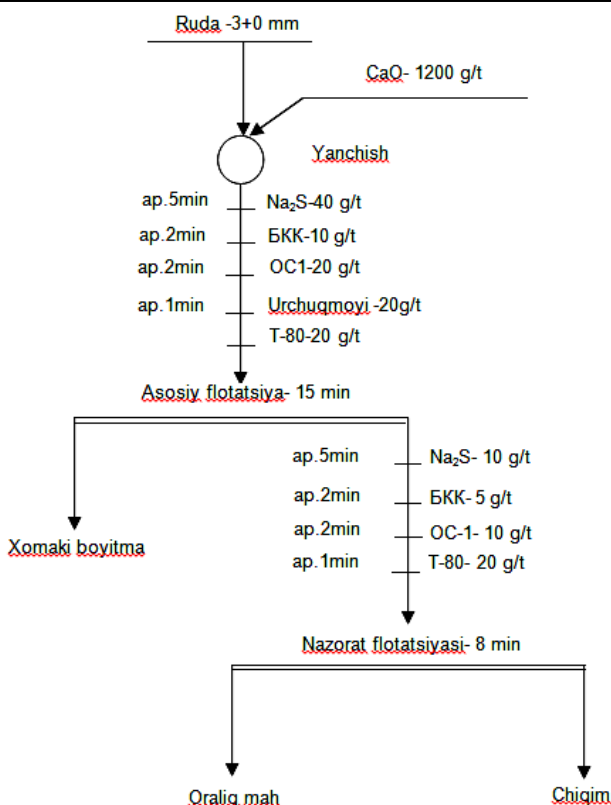 Ruda -3+0 mm
CaO- 1200 g/t
Yanchish
ap.5min Na₂S-40 g/t
ap.2min БКК-10 g/t
ap.2min ОС1-20 g/t
ap.1min Urchuqmoyi -20g/t
T-80-20 g/t
Asosiy flotatsiya- 15 min
ap.5min Na₂S- 10 g/t
ap.2min БКК- 5 g/t
ap.2min ОС-1- 10 g/t
ap.1min T-80- 20 g/t
Xomaki boyitma
Nazorat flotatsiyasi- 8 min
Oraliq mah Chiqim